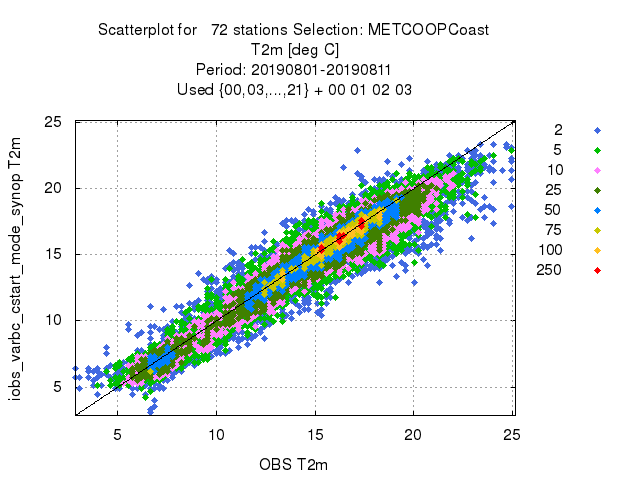 Scatterplot for 72 stations Selection: METCOOPCoast
T2m [deg C]
Period: 20190801-20190811
Used {00,03,...,21} + 00 01 02 03
iobs_varbc_cstart_mode_synop T2m
25
20
15
10
5
5 10 15 20 25
OBS T2m
2
5
10
25
50
75
100
250